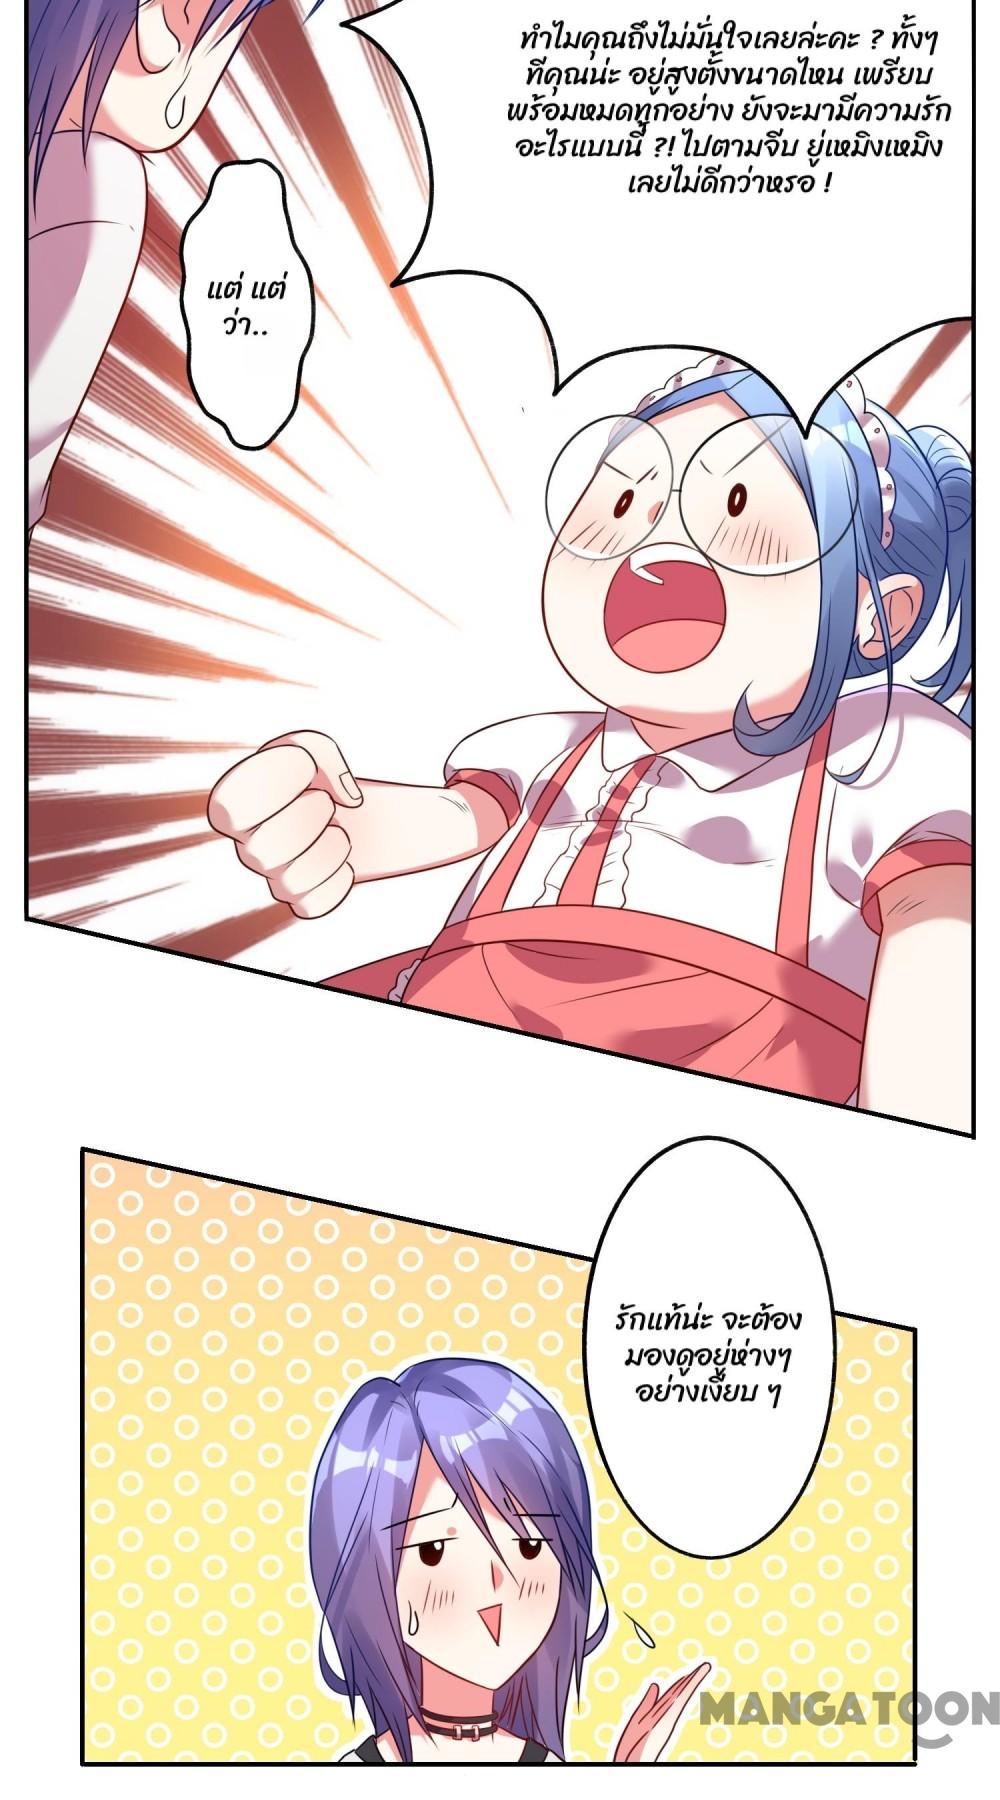 ทำไมคุณถึงไม่มั่นใจเลยล่ะคะ ? ทั้งๆ
ที่คุณน่ะ อยู่สูงตั้งขนาดไหน เพรียบ
พร้อมหมดทุกอย่าง ยังจะมามีความรัก
อะไรแบบนี้ ?! ไปตามจีบ ยู่เหมิงเหมิง
เลยไม่ดีกว่าหรอ !
แต่ แต่
ว่า..
รักแท้น่ะ จะต้อง
มองดูอยู่ห่างๆ
อย่างเงียบ ๆ
MANGATOON